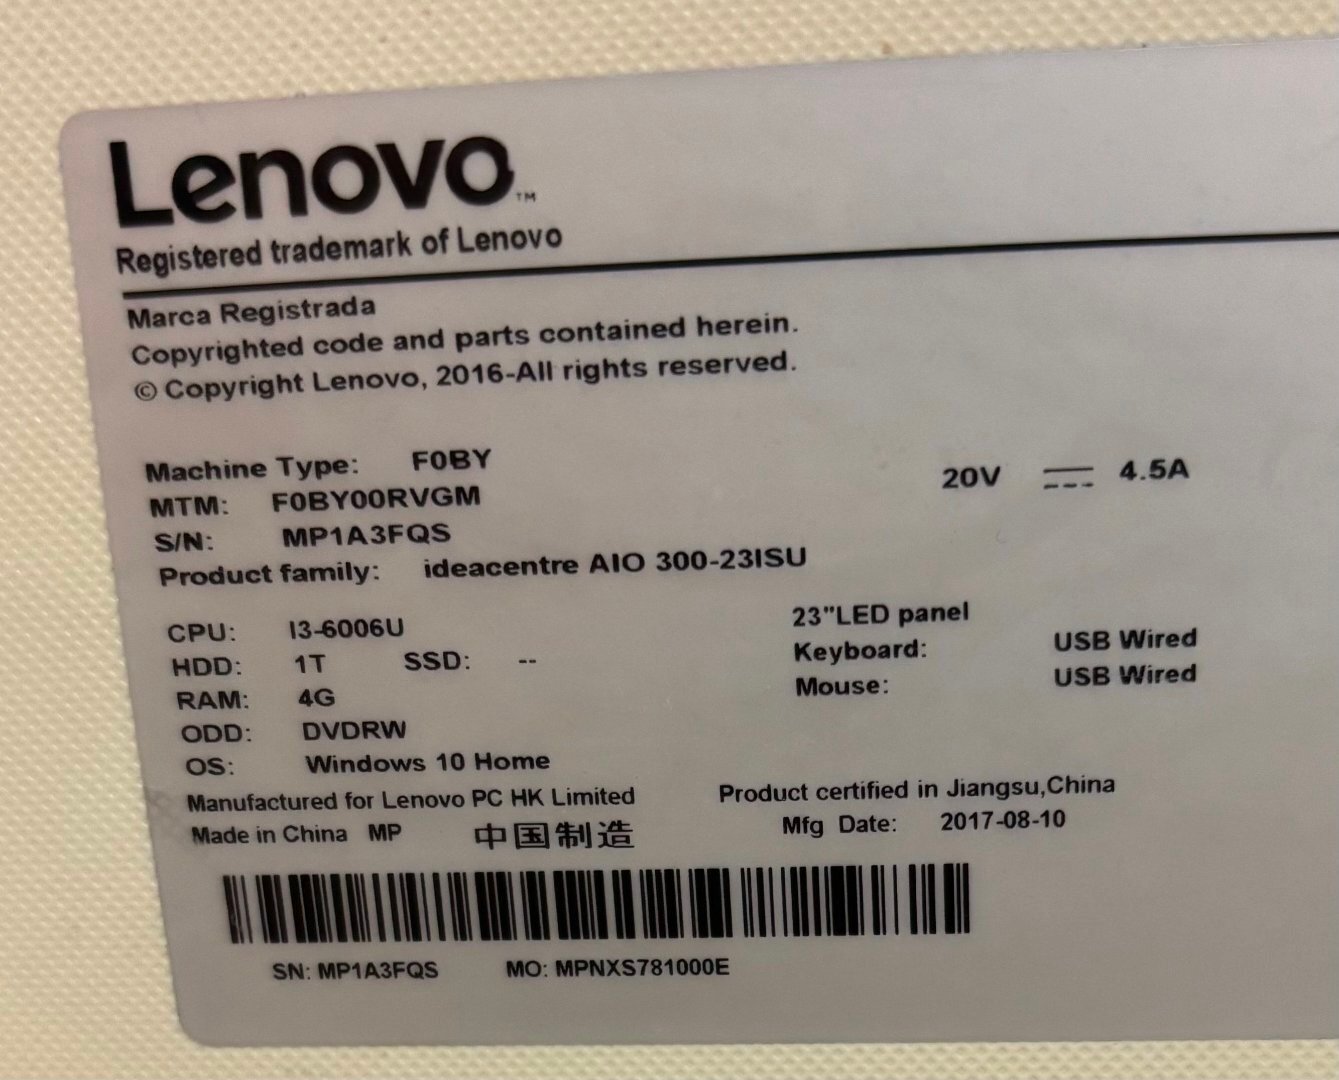 Lenovo™
Registered trademark of Lenovo
Marca Registrada
Copyrighted code and parts contained herein.
© Copyright Lenovo, 2016-All rights reserved.
Machine Type: F0BY
MTM: F0BY00RVGM
S/N: MP1A3FQS
Product family: ideacentre AIO 300-23ISU
20V ⎓ 4.5A
CPU: I3-6006U
HDD: 1T SSD: --
RAM: 4G
ODD: DVDRW
OS: Windows 10 Home
23"LED panel
Keyboard: USB Wired
Mouse: USB Wired
Manufactured for Lenovo PC HK Limited
Made in China MP 中国制造
Product certified in Jiangsu,China
Mfg Date: 2017-08-10
SN: MP1A3FQS MO: MPNXS781000E